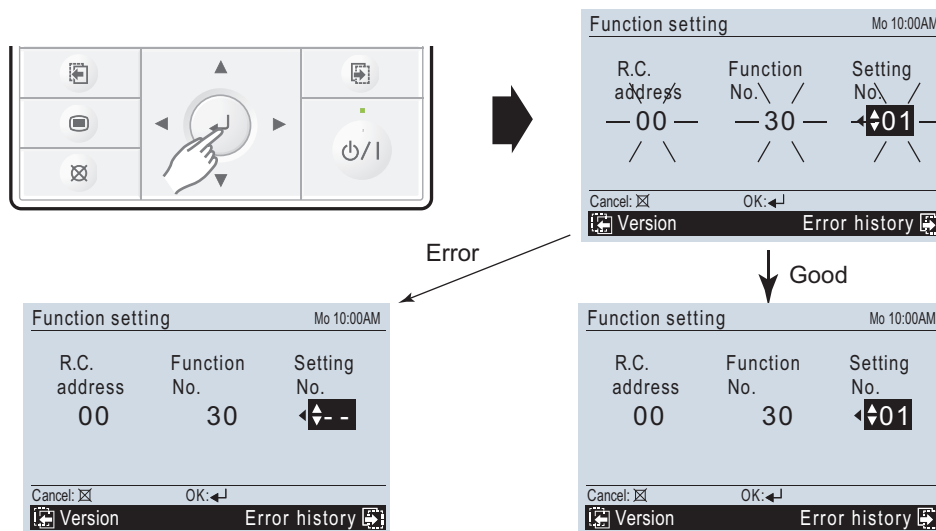 Function setting Mo 10:00AM
R.C. Function Setting
address No. No.
00 30 01
Cancel: OK:
Version Error history
Error
Good
Function setting Mo 10:00AM
R.C. Function Setting
address No. No.
00 30 - -
Cancel: OK:
Version Error history
Function setting Mo 10:00AM
R.C. Function Setting
address No. No.
00 30 01
Cancel: OK:
Version Error history